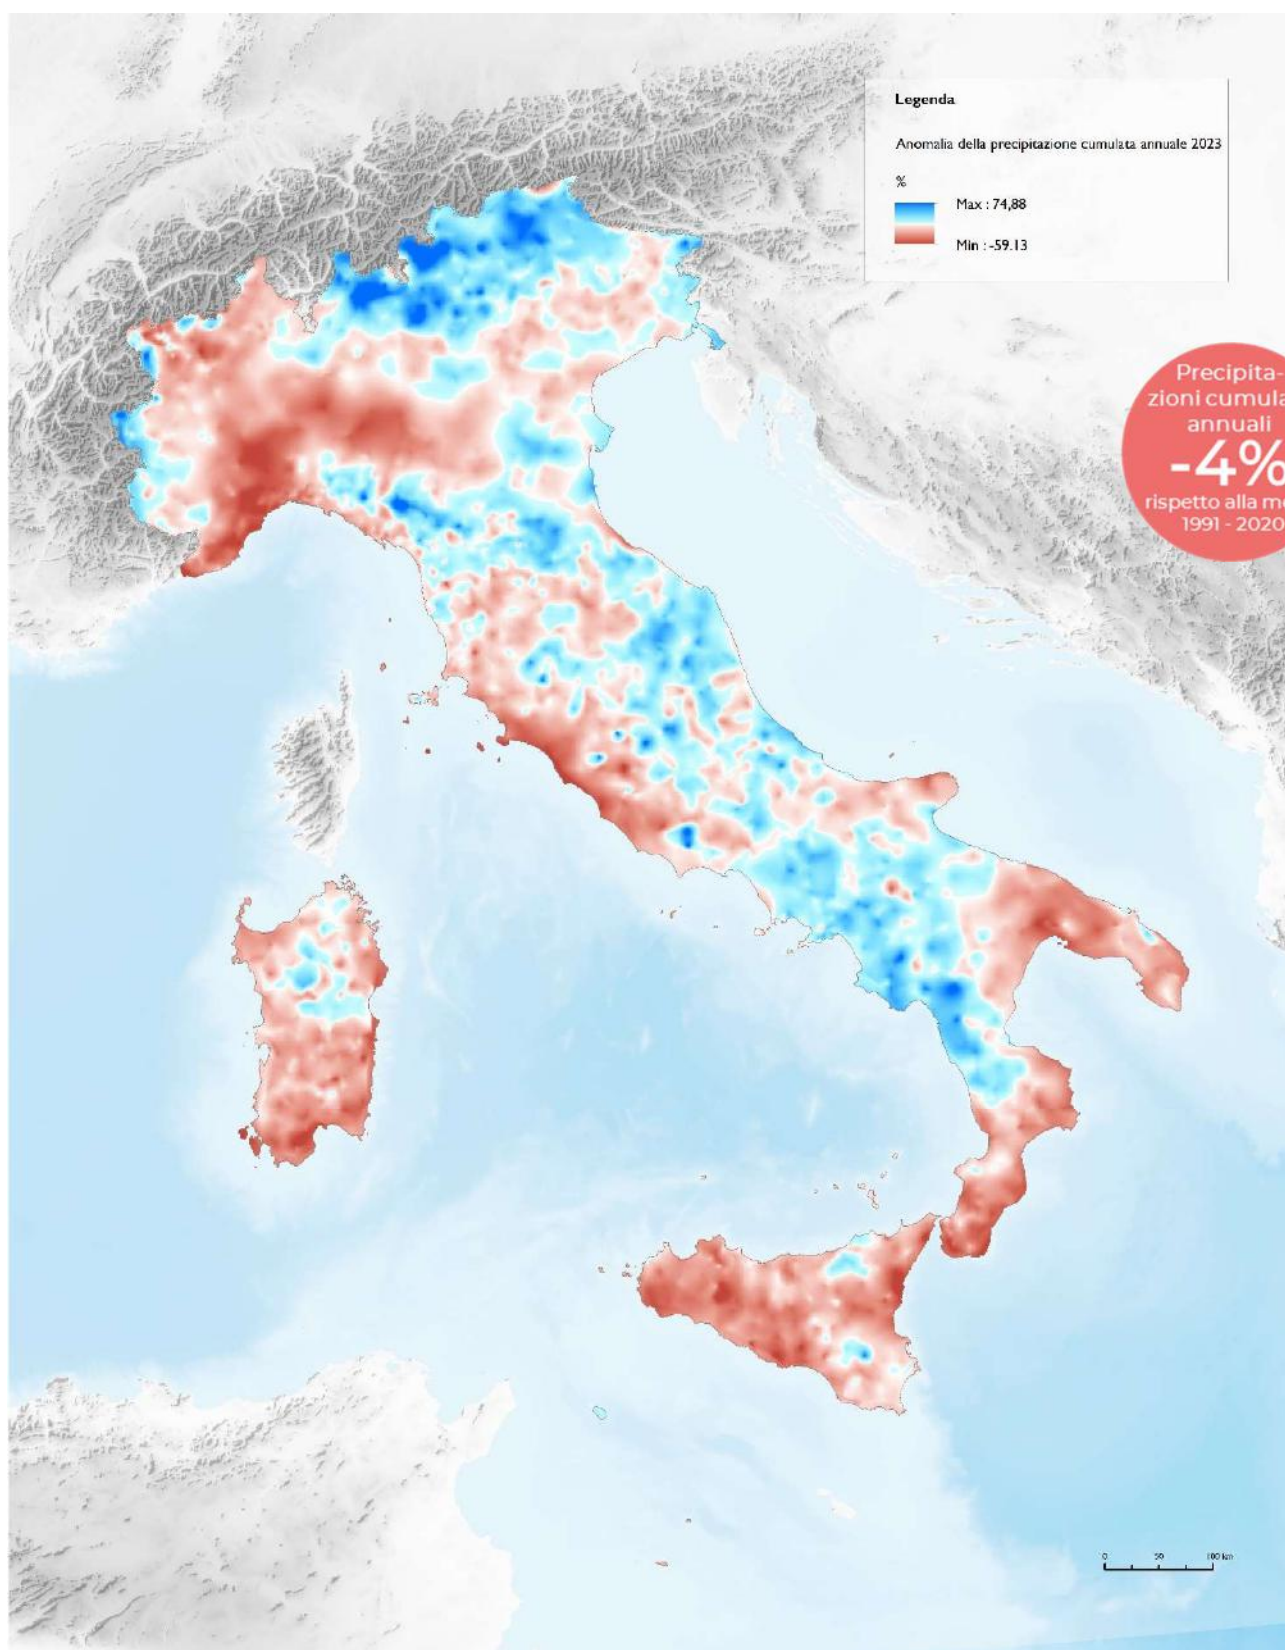 Legenda
Anomalia della precipitazione cumulata annuale 2023
%
Max : 74,88
Min : -59.13
Precipita-
zioni cumula
annuali
-4%
rispetto alla m
1991 - 2020
0 50 100 km